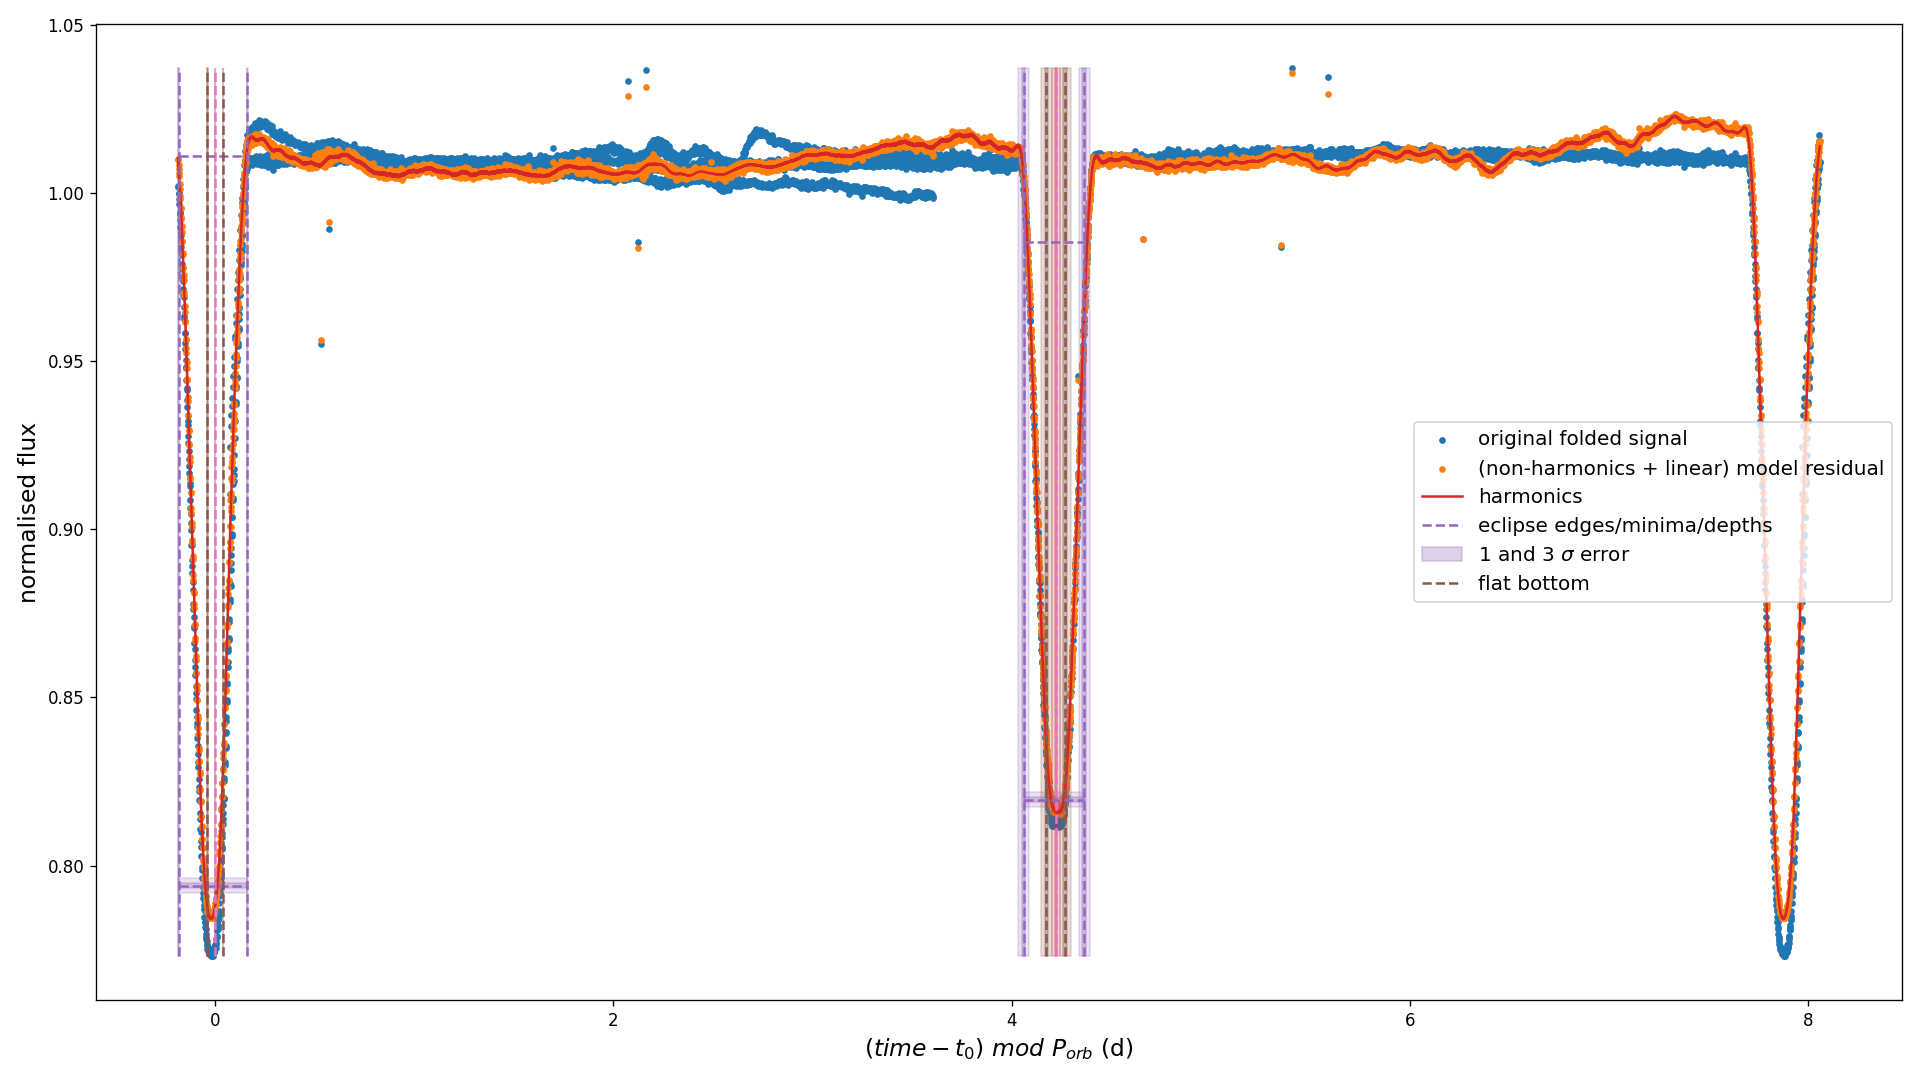 1.05
1.00
0.95
0.90
0.85
0.80
normalised flux
original folded signal
(non-harmonics + linear) model residual
harmonics
eclipse edges/minima/depths
1 and 3 σ error
flat bottom
0 2 4 6 8
(time − t₀) mod P_orb (d)